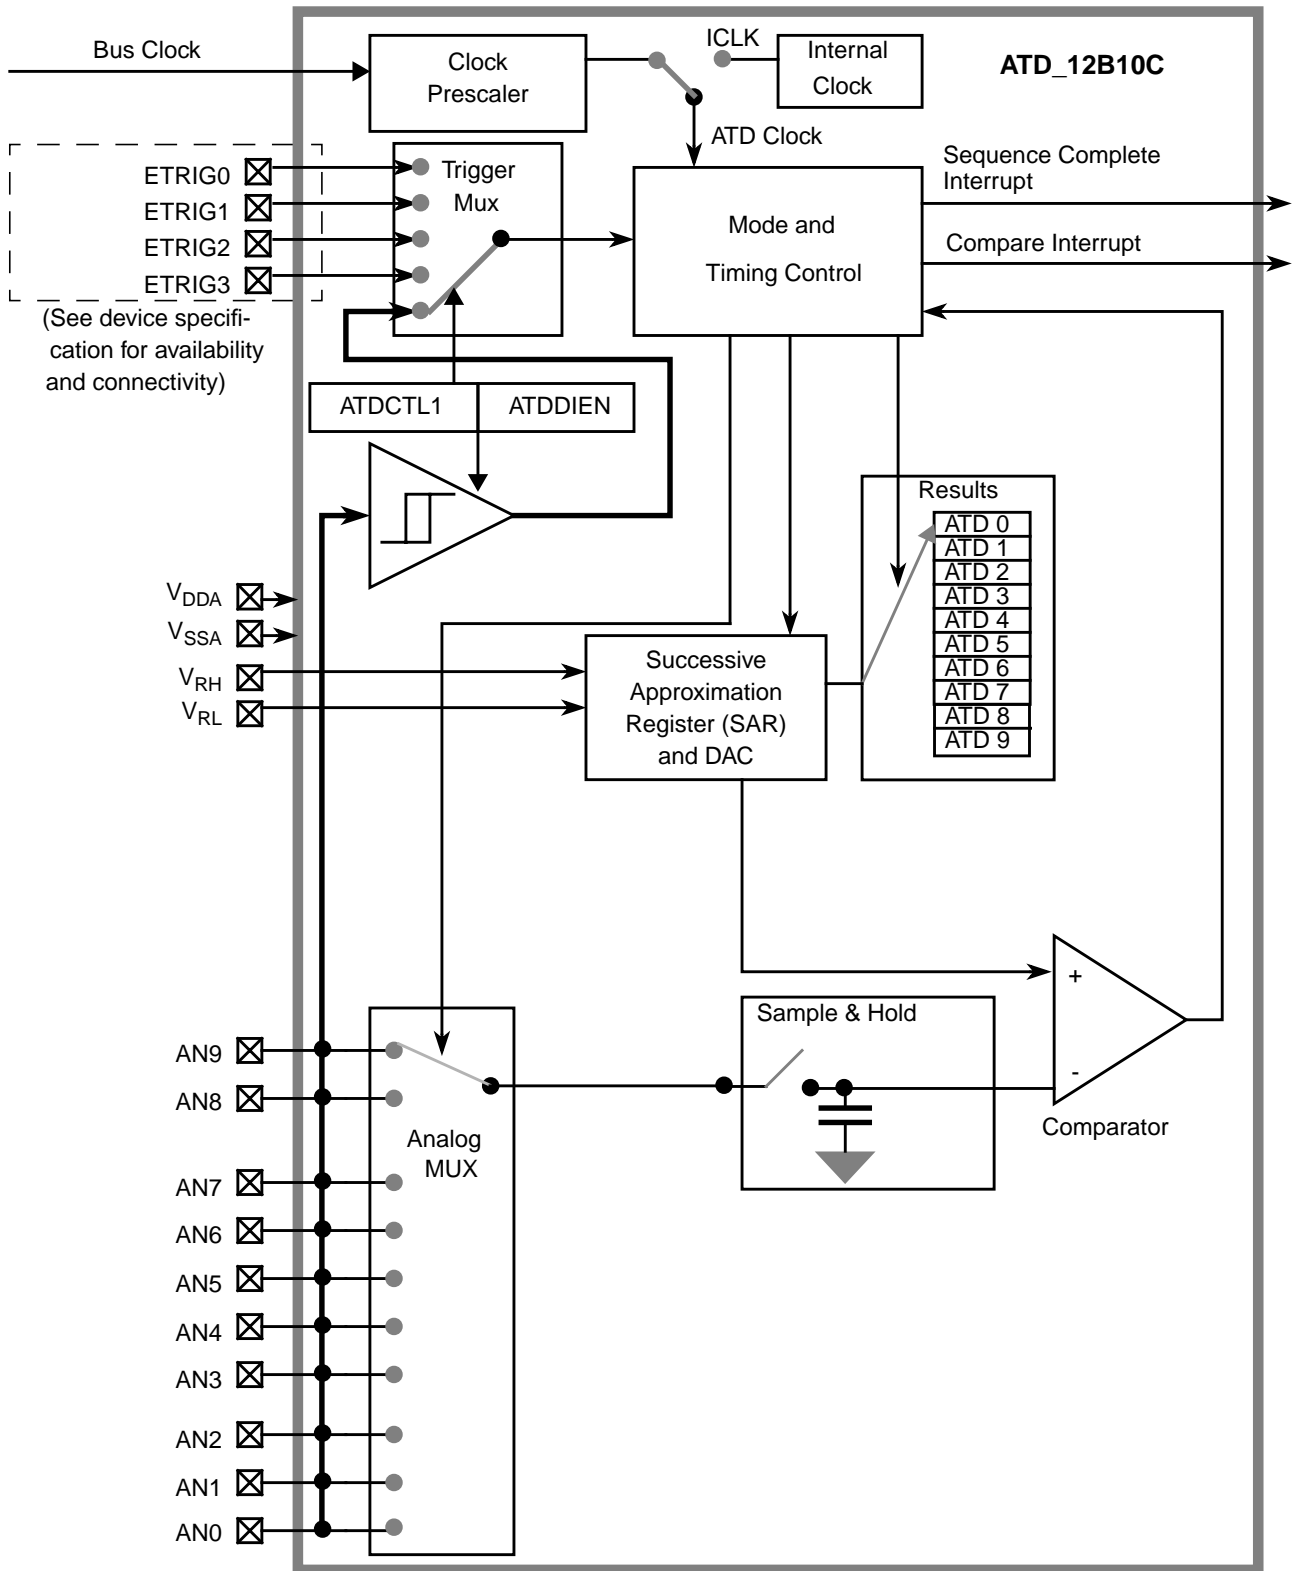 Bus Clock
Clock
Prescaler
ICLK
Internal
Clock
ATD_12B10C
ATD Clock
ETRIG0
ETRIG1
ETRIG2
ETRIG3
(See device specifi-
cation for availability
and connectivity)
Trigger
Mux
Mode and
Timing Control
Sequence Complete
Interrupt
Compare Interrupt
ATDCTL1
ATDDIEN
Results
ATD 0
ATD 1
ATD 2
ATD 3
ATD 4
ATD 5
ATD 6
ATD 7
ATD 8
ATD 9
VDDA
VSSA
VRH
VRL
Successive
Approximation
Register (SAR)
and DAC
+
-
Comparator
Sample & Hold
AN9
AN8
AN7
AN6
AN5
AN4
AN3
AN2
AN1
AN0
Analog
MUX